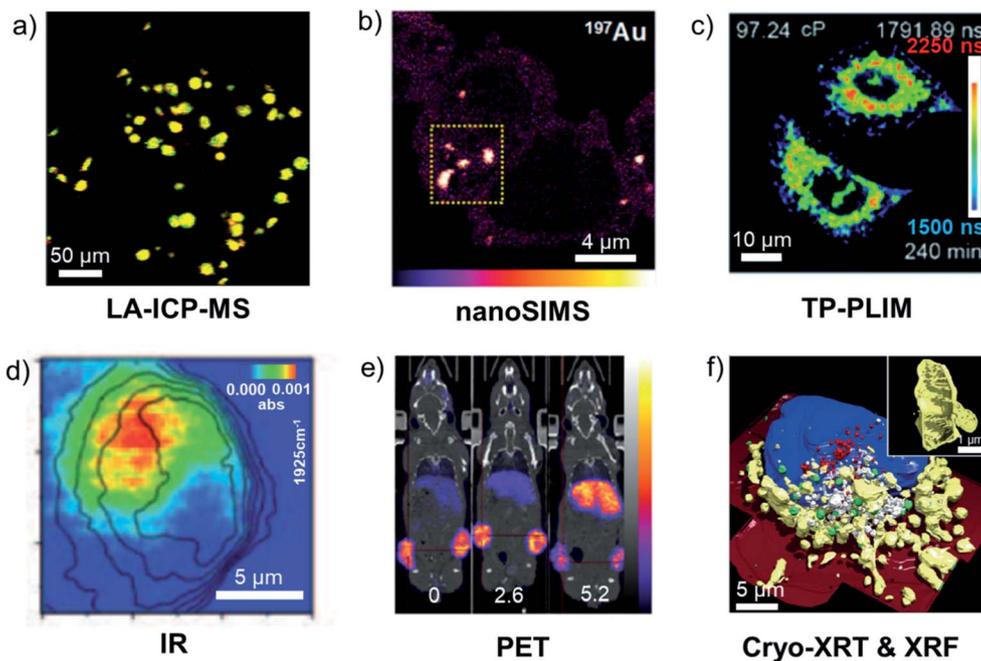 a)
50 µm
LA-ICP-MS
b)
¹⁹⁷Au
4 µm
nanoSIMS
c)
97.24 cP 1791.89 ns
2250 ns
1500 ns
240 min
10 µm
TP-PLIM
d)
0.000 0.001
abs
1925cm⁻¹
5 µm
IR
e)
0 2.6 5.2
PET
f)
1 µm
5 µm
Cryo-XRT & XRF